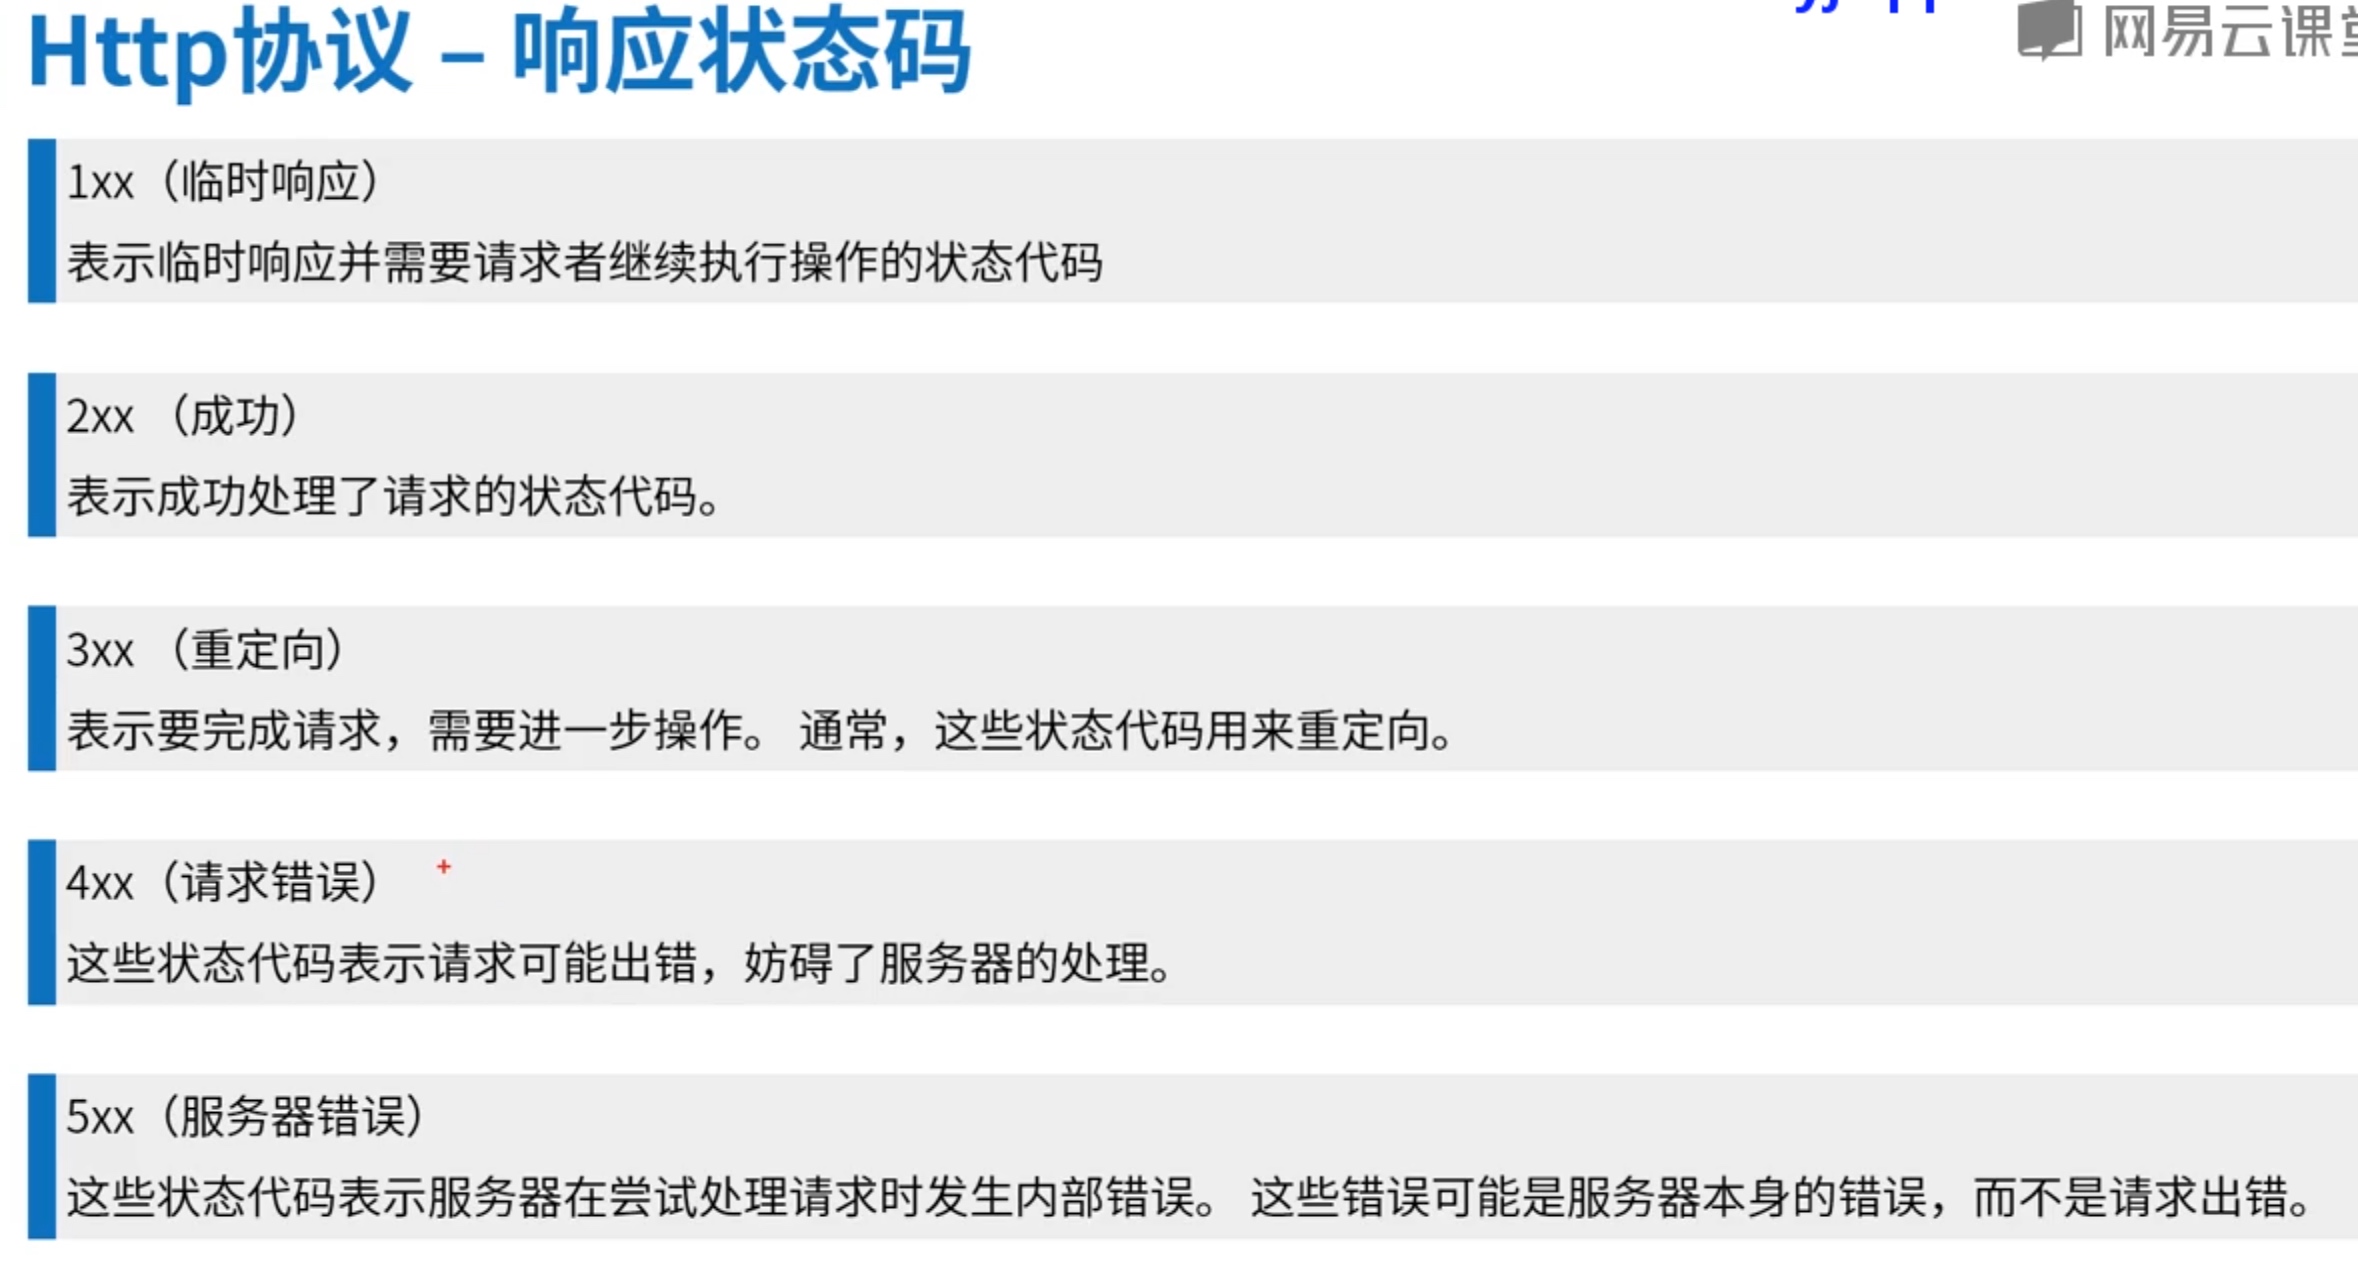 Http协议 – 响应状态码
网易云课堂
1xx（临时响应）
表示临时响应并需要请求者继续执行操作的状态代码
2xx （成功）
表示成功处理了请求的状态代码。
3xx （重定向）
表示要完成请求，需要进一步操作。 通常，这些状态代码用来重定向。
4xx（请求错误）
这些状态代码表示请求可能出错，妨碍了服务器的处理。
5xx（服务器错误）
这些状态代码表示服务器在尝试处理请求时发生内部错误。 这些错误可能是服务器本身的错误，而不是请求出错。